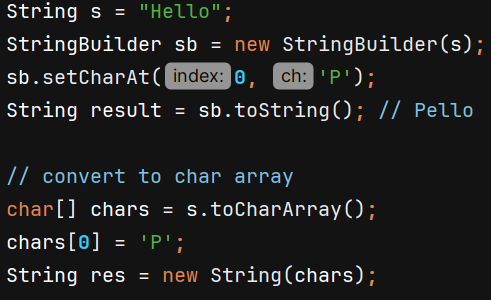 String s = "Hello";
StringBuilder sb = new StringBuilder(s);
sb.setCharAt( index: 0, ch: 'P');
String result = sb.toString(); // Pello
// convert to char array
char[] chars = s.toCharArray();
chars[0] = 'P';
String res = new String(chars);